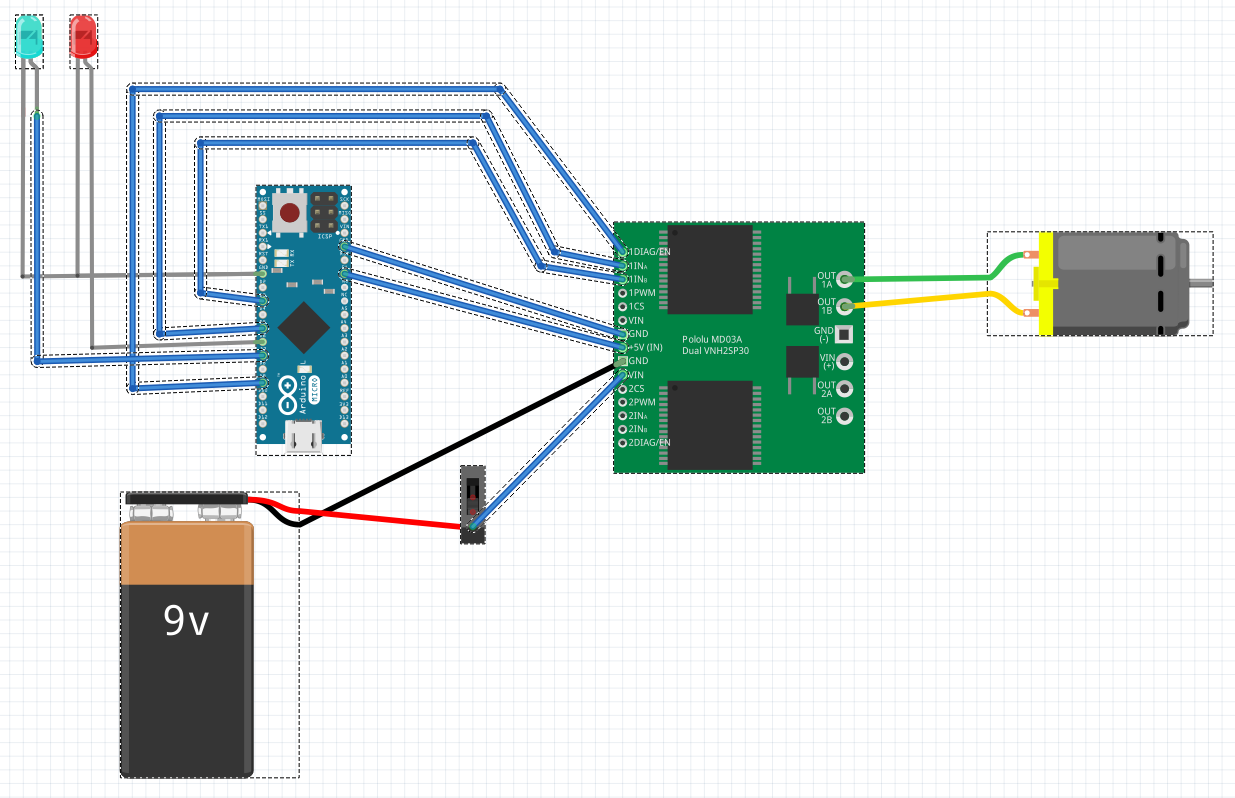 ICSP
Arduino
MICRO
1DIAG/EN
1INA
1INB
1PWM
1CS
VIN
GND
+5V (IN)
GND
VIN
2CS
2PWM
2INA
2INB
2DIAG/EN
Pololu MD03A
Dual VNH2SP30
OUT
1A
OUT
1B
GND
(-)
VIN
(+)
OUT
2A
OUT
2B
9v